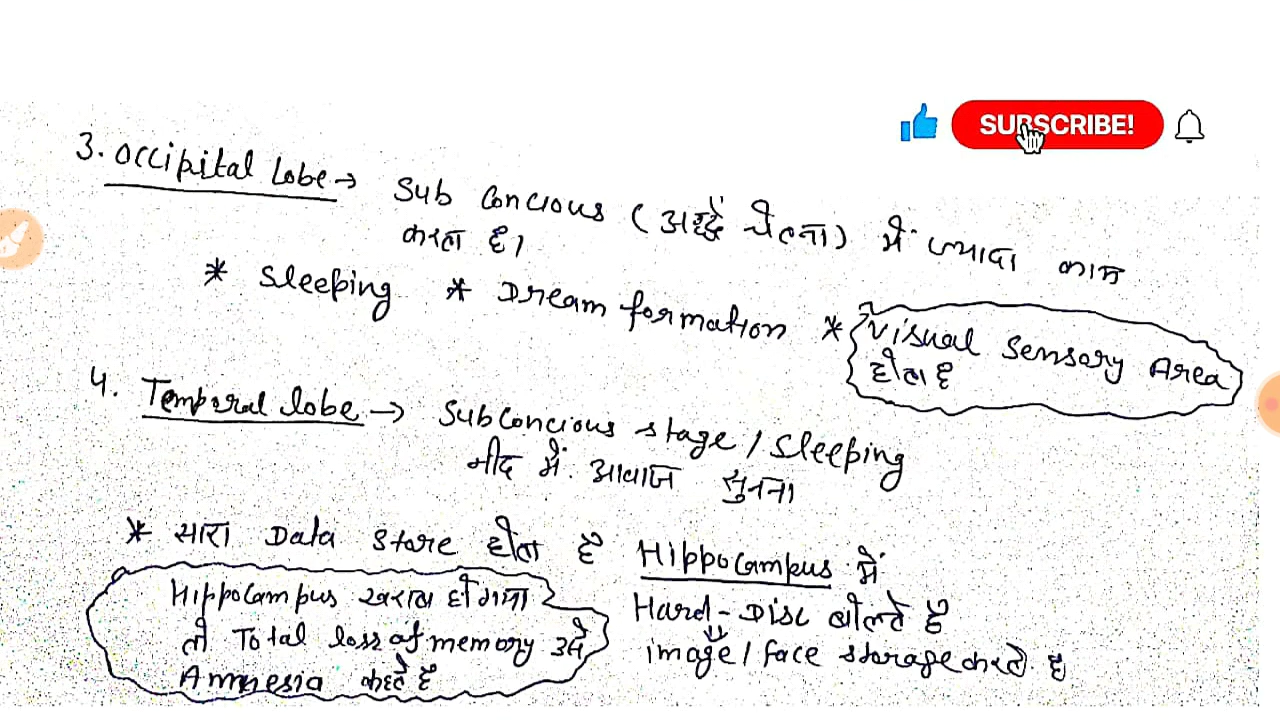 SUBSCRIBE!
3. Occipital Lobe → Sub Concious (अर्द्ध चेतना) में ज्यादा काम
करता है।
* Sleeping * Dream formation * Visual Sensory Area
होता है
4. Temporal lobe → Subconcious stage / Sleeping
नीद में आवाज सुनना
* सारा Data store होता है Hippocampus में
Hippocampus खराब हो गया
तो Total loss of memory उसे
Amnesia कहते है
Hard-Disc बोलते है
image / face storage करते है